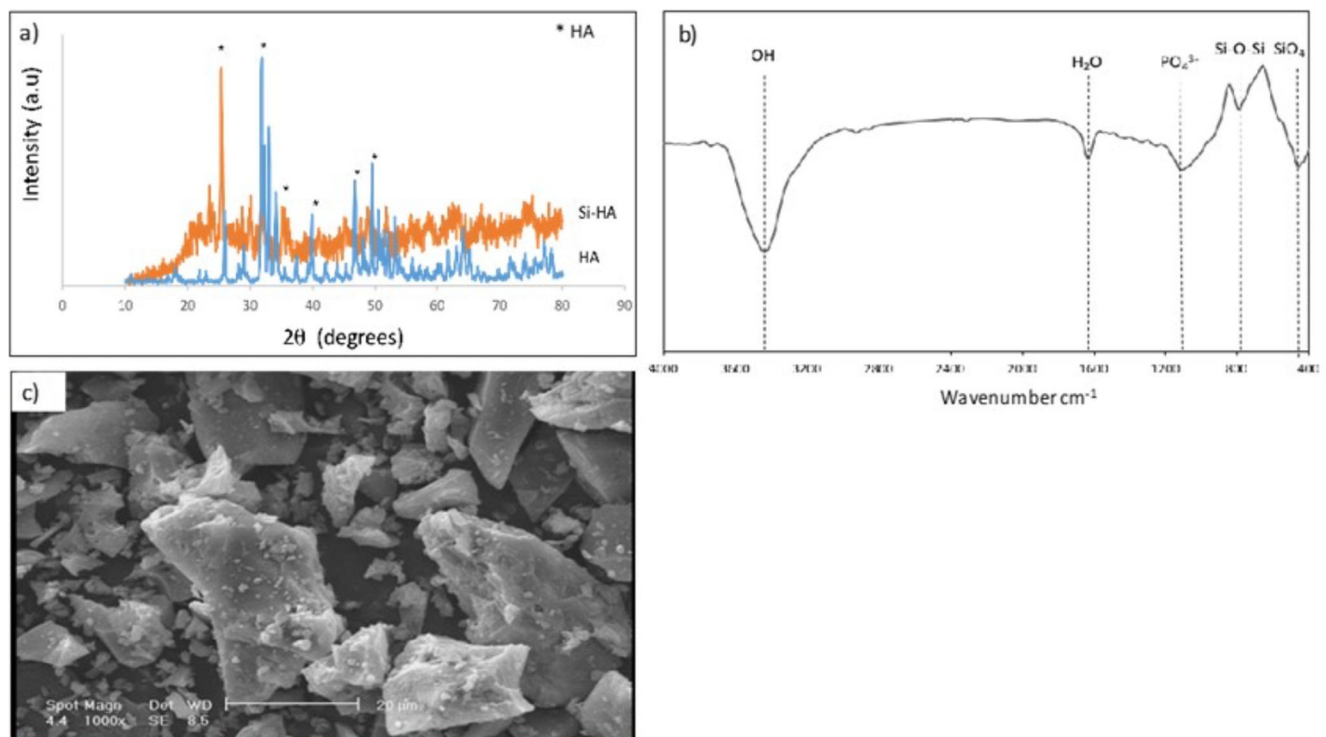 a)
* HA
Intensity (a.u)
Si-HA
HA
0 10 20 30 40 50 60 70 80 90
2θ (degrees)
b)
OH
H₂O
PO₄³⁻
Si-O-Si
SiO₄
4000 3600 3200 2800 2400 2000 1600 1200 800 400
Wavenumber cm⁻¹
c)
Spot Magn Det WD
4.4 1000x SE 8.5
20 µm